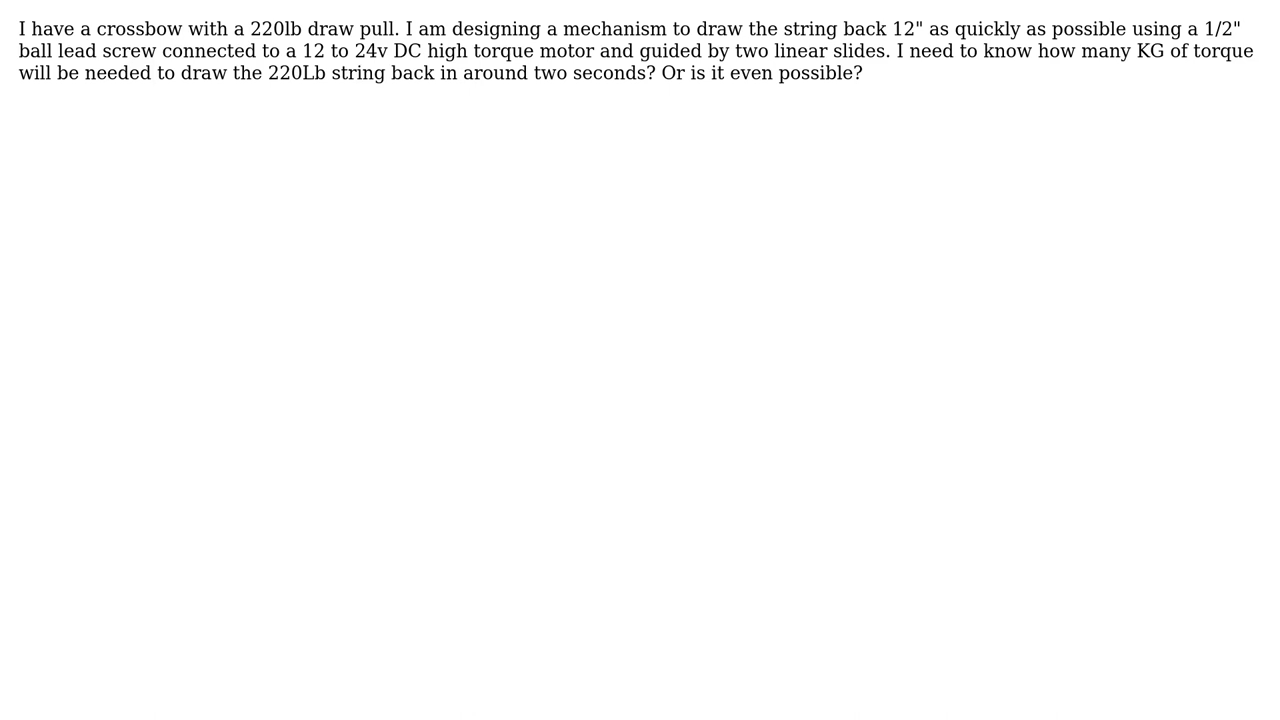 I have a crossbow with a 220lb draw pull. I am designing a mechanism to draw the string back 12" as quickly as possible using a 1/2"
ball lead screw connected to a 12 to 24v DC high torque motor and guided by two linear slides. I need to know how many KG of torque
will be needed to draw the 220Lb string back in around two seconds? Or is it even possible?